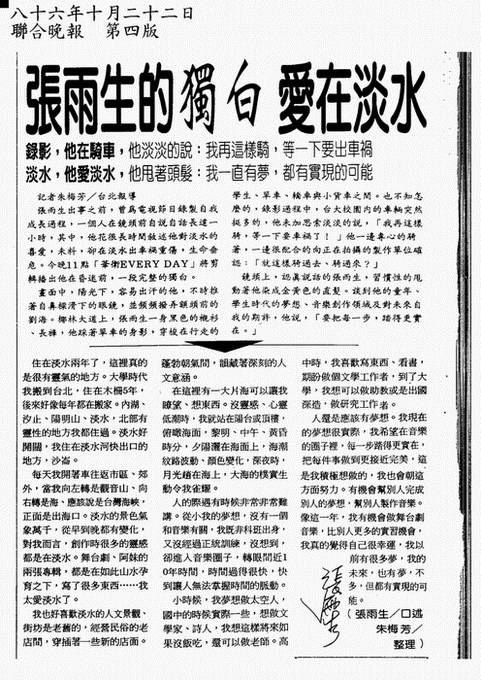 八十六年十月二十二日
聯合晚報　第四版
張雨生的獨白 愛在淡水
錄影，他在騎車，他淡淡的說：我再這樣騎，等一下要出車禍
淡水，他愛淡水，他甩著頭髮：我一直有夢，都有實現的可能
記者朱梅芳／台北報導
張雨生出事之前，曾為電視節目錄製自我
成長過程，一個人在鏡頭前自說自話長達一
小時，其中，他花很長時間敘述他對淡水的
喜愛，未料，卻在淡水出車禍重傷，生命垂
危。今晚11點「華衛EVERY DAY」將剪
輯播出他在昏迷前，一段完整的獨白。
畫面中，陽光下，容易出汗的他，不時推
著自鼻樑滑下的眼鏡，並頻頻撥弄額頭前的
劉海。椰林大道上，張雨生一身黑色的襯衫
、長褲，他踩著單車的身影，穿梭在行走的
學生、單車、轎車與小貨車之間。也不知怎
麼的，錄影過程中，台大校園內的車輛突然
挺多的，他未加思索淡淡的說，「我再這樣
騎，等一下要車禍了！」他一邊專心的騎
著，一邊很配合的向正在拍攝的製作單位確
認：「就這樣騎過去、騎過來？」
鏡頭上，認真說話的張雨生，習慣性的甩
動著他染成金黃色的直髮。談到他的童年、
學生時代的夢想、音樂創作領域及對未來自
我的期許，他說，「要把每一步，踏得更實
在。」
住在淡水兩年了，這裡真的
是很有靈氣的地方。大學時代
我搬到台北，住在木柵5年，
後來好像每年都在搬家。內湖、
汐止、陽明山、淡水，北部有
靈性的地方我都住過。淡水好
開闊，我住在淡水河快出口的
地方，沙崙。
每天我開著車往返市區、郊
外，當我向左轉是觀音山、向
右轉是海、應該說是台灣海峽，
正面是出海口。淡水的景色氣
象萬千，從早到晚都有變化，
對我而言，創作時很多的靈感
都是在淡水。舞台劇、阿妹的
兩張專輯，都是在如此山水孕
育之下，寫了很多東西……我
太愛淡水了。
我也好喜歡淡水的人文景觀、
街坊是老舊的，經營民俗的老
店間，穿插著一些新的店面。
蓬勃朝氣間，蘊藏著深刻的人
文意涵。
在這裡有一大片海可以讓我
瞭望、想東西。沒靈感、心靈
低潮時，我就站在陽台或頂樓，
俯瞰海面，黎明、中午、黃昏
時分，夕陽灑在海面上，海潮
紋路波動、顏色變化，深夜時，
月光趟在海上，大海的樸實生
動令我雀躍。
人的際遇有時候非常非常難
講。從小我的夢想，沒有一個
和音樂有關，我既非科班出身，
又沒經過正統訓練，沒想到，
卻進入音樂圈子，轉眼間近10
年時間，時間過得很快，快
到讓人無法掌握時間的脈動。
小時候，我夢想做太空人，
國中的時候實際一些，想做文
學家、詩人，我想這樣將來如
果沒飯吃，還可以做老師。高
中時，我喜歡寫東西、看書，
期盼做個文學工作者，到了大
學，我想可以做助教或是出國
深造，做研究工作者。
人還是應該有夢想。我現在
的夢想很實際，我希望在音樂
的圈子裡，每一步踏得更實在，
把每件事做到更接近完美，這
是我積極想做的，我也會朝這
方面努力。有機會幫別人完成
別人的夢想，幫別人製作音樂。
像這一年，我有機會做舞台劇
音樂，比別人更多的實習機會，
我真的覺得自己很幸運，我以
前有很多夢，我的
未來，也有夢，不
多，但都有實現的可
能。
張雨生
（張雨生／口述
朱梅芳／
整理）